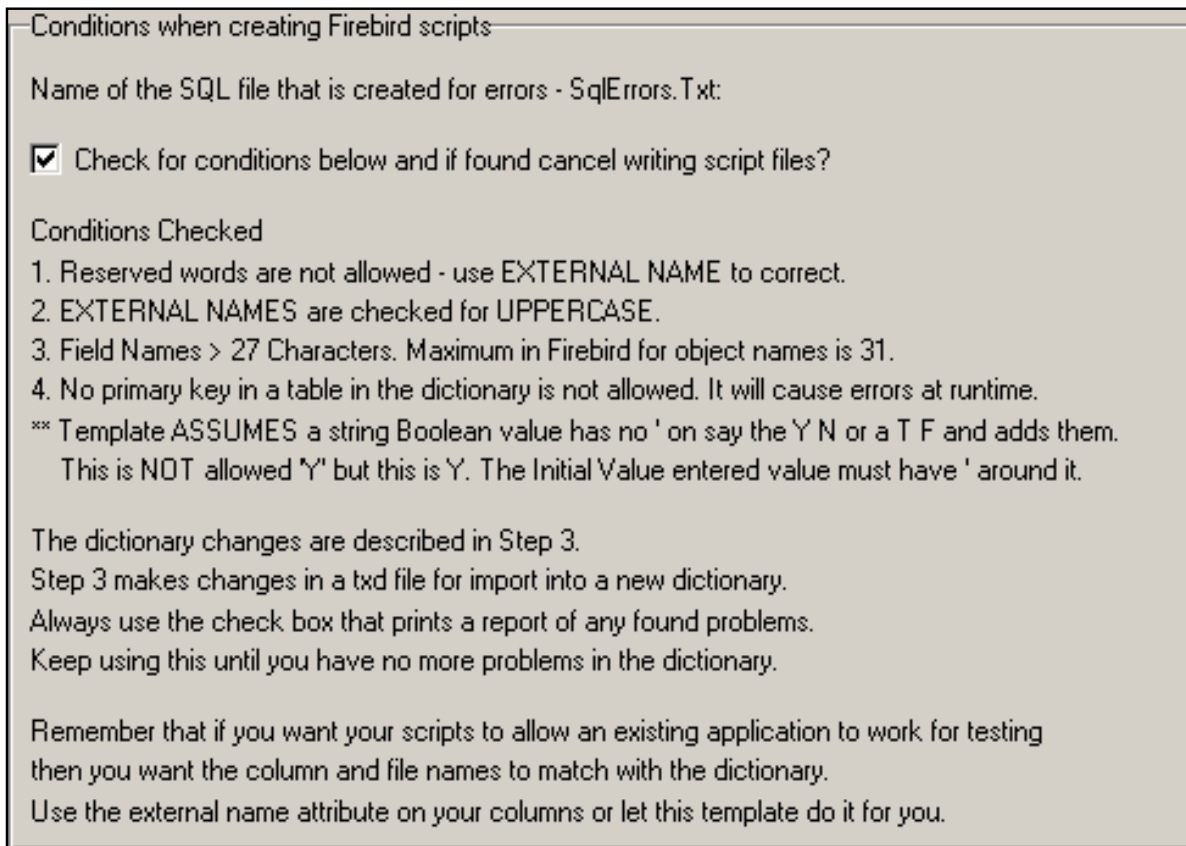 Conditions when creating Firebird scripts
Name of the SQL file that is created for errors - SqlErrors.Txt:
Check for conditions below and if found cancel writing script files?
Conditions Checked
1. Reserved words are not allowed - use EXTERNAL NAME to correct.
2. EXTERNAL NAMES are checked for UPPERCASE.
3. Field Names > 27 Characters. Maximum in Firebird for object names is 31.
4. No primary key in a table in the dictionary is not allowed. It will cause errors at runtime.
** Template ASSUMES a string Boolean value has no ' on say the Y N or a T F and adds them.
This is NOT allowed 'Y' but this is Y. The Initial Value entered value must have ' around it.
The dictionary changes are described in Step 3.
Step 3 makes changes in a txd file for import into a new dictionary.
Always use the check box that prints a report of any found problems.
Keep using this until you have no more problems in the dictionary.
Remember that if you want your scripts to allow an existing application to work for testing
then you want the column and file names to match with the dictionary.
Use the external name attribute on your columns or let this template do it for you.